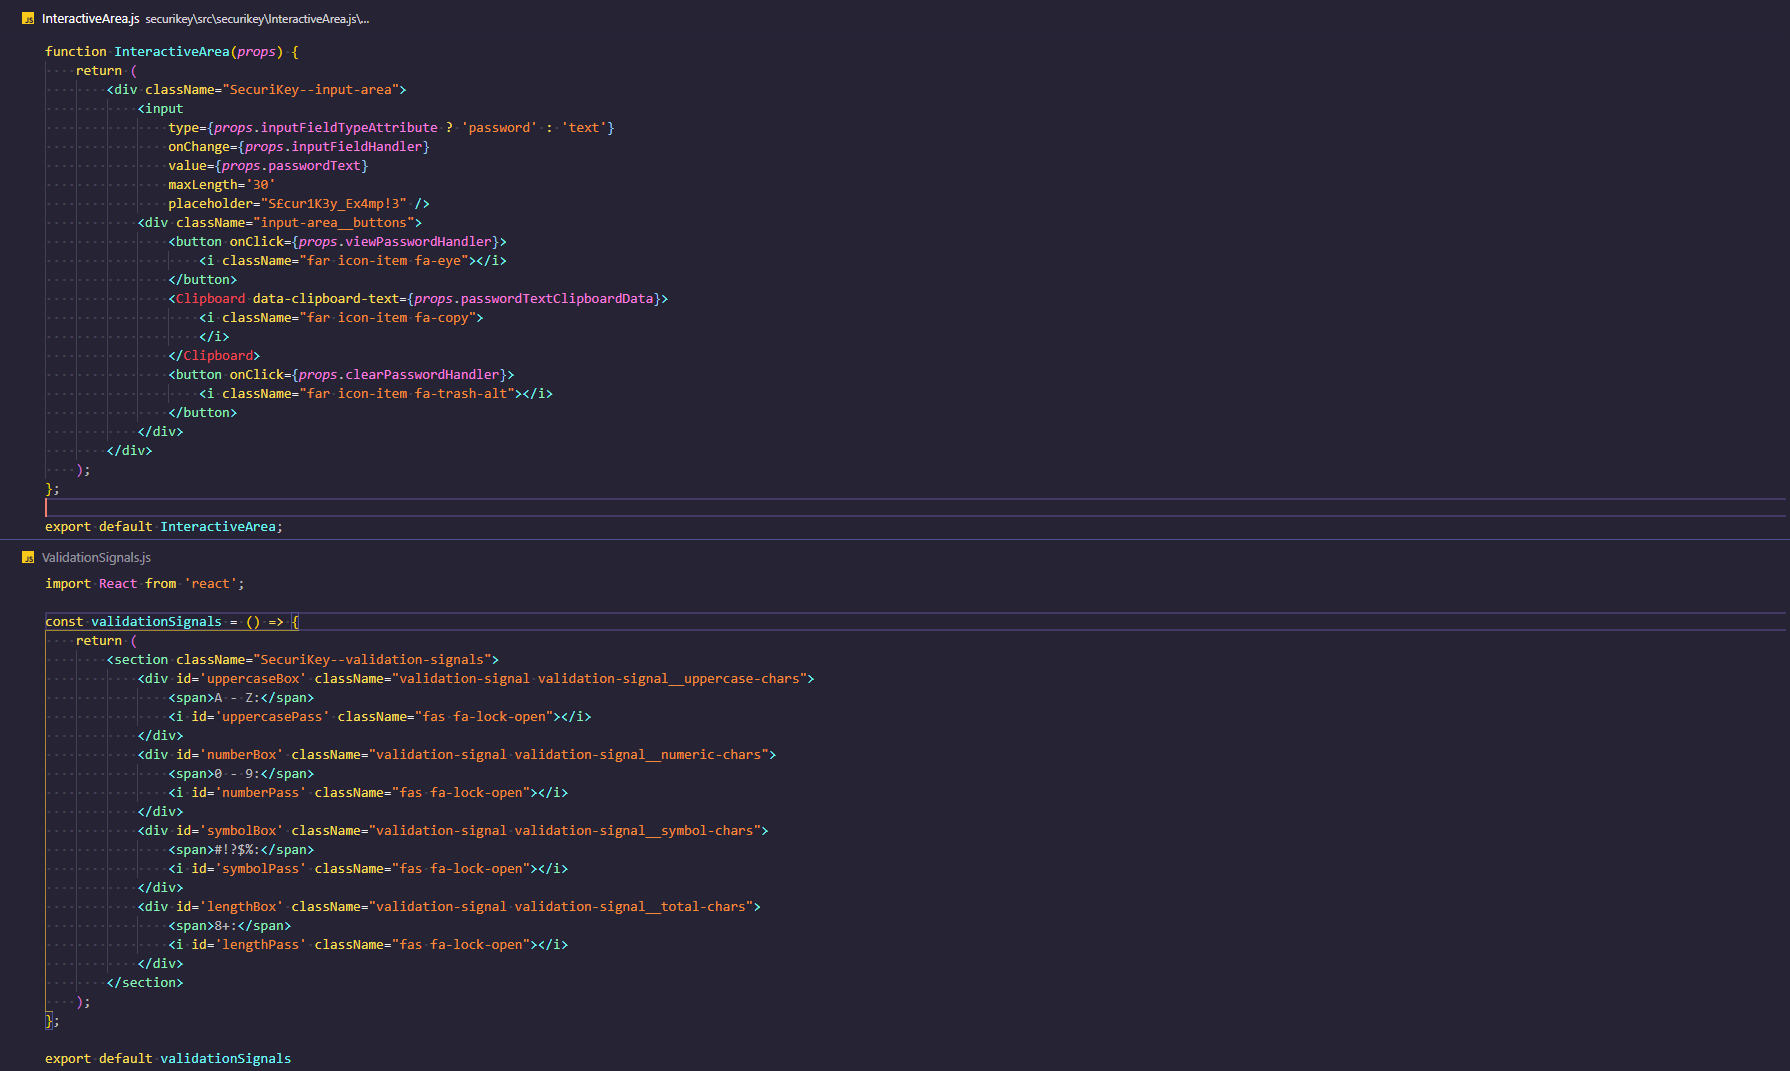 JS InteractiveArea.js securikey\src\securikey\InteractiveArea.js\...
function InteractiveArea(props) {
    return (
        <div className="SecuriKey--input-area">
            <input
                type={props.inputFieldTypeAttribute ? 'password' : 'text'}
                onChange={props.inputFieldHandler}
                value={props.passwordText}
                maxLength='30'
                placeholder="S£cur1K3y_Ex4mp!3" />
            <div className="input-area__buttons">
                <button onClick={props.viewPasswordHandler}>
                    <i className="far icon-item fa-eye"></i>
                </button>
                <Clipboard data-clipboard-text={props.passwordTextClipboardData}>
                    <i className="far icon-item fa-copy">
                    </i>
                </Clipboard>
                <button onClick={props.clearPasswordHandler}>
                    <i className="far icon-item fa-trash-alt"></i>
                </button>
            </div>
        </div>
    );
};
export default InteractiveArea;
JS ValidationSignals.js
import React from 'react';
const validationSignals = () => {
    return (
        <section className="SecuriKey--validation-signals">
            <div id='uppercaseBox' className="validation-signal validation-signal__uppercase-chars">
                <span>A - Z:</span>
                <i id='uppercasePass' className="fas fa-lock-open"></i>
            </div>
            <div id='numberBox' className="validation-signal validation-signal__numeric-chars">
                <span>0 - 9:</span>
                <i id='numberPass' className="fas fa-lock-open"></i>
            </div>
            <div id='symbolBox' className="validation-signal validation-signal__symbol-chars">
                <span>#!?$%:</span>
                <i id='symbolPass' className="fas fa-lock-open"></i>
            </div>
            <div id='lengthBox' className="validation-signal validation-signal__total-chars">
                <span>8+:</span>
                <i id='lengthPass' className="fas fa-lock-open"></i>
            </div>
        </section>
    );
};
export default validationSignals